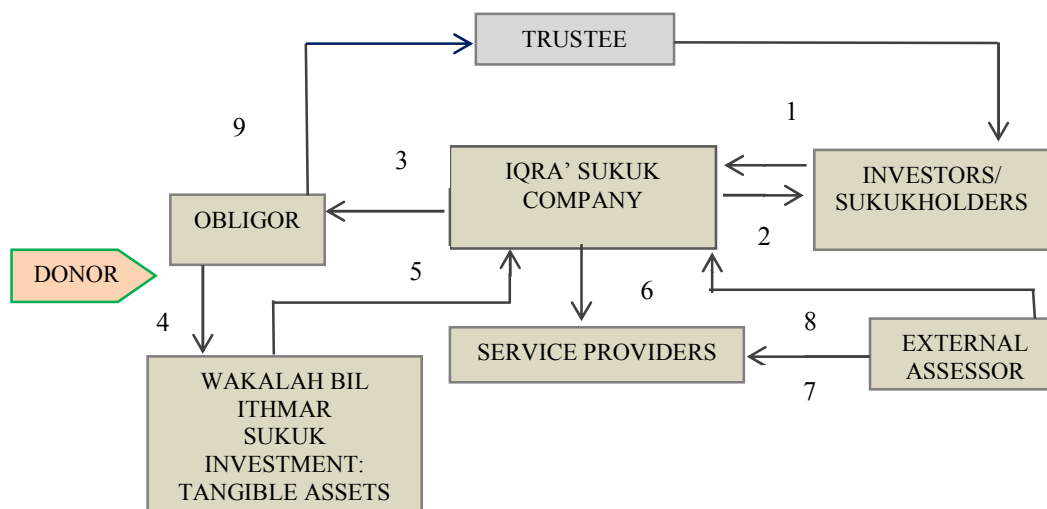 TRUSTEE
1
9
3
IQRA’ SUKUK
COMPANY
INVESTORS/
SUKUKHOLDERS
OBLIGOR
2
DONOR
5
6
4
8
SERVICE PROVIDERS
EXTERNAL
ASSESSOR
7
WAKALAH BIL
ITHMAR
SUKUK
INVESTMENT:
TANGIBLE ASSETS